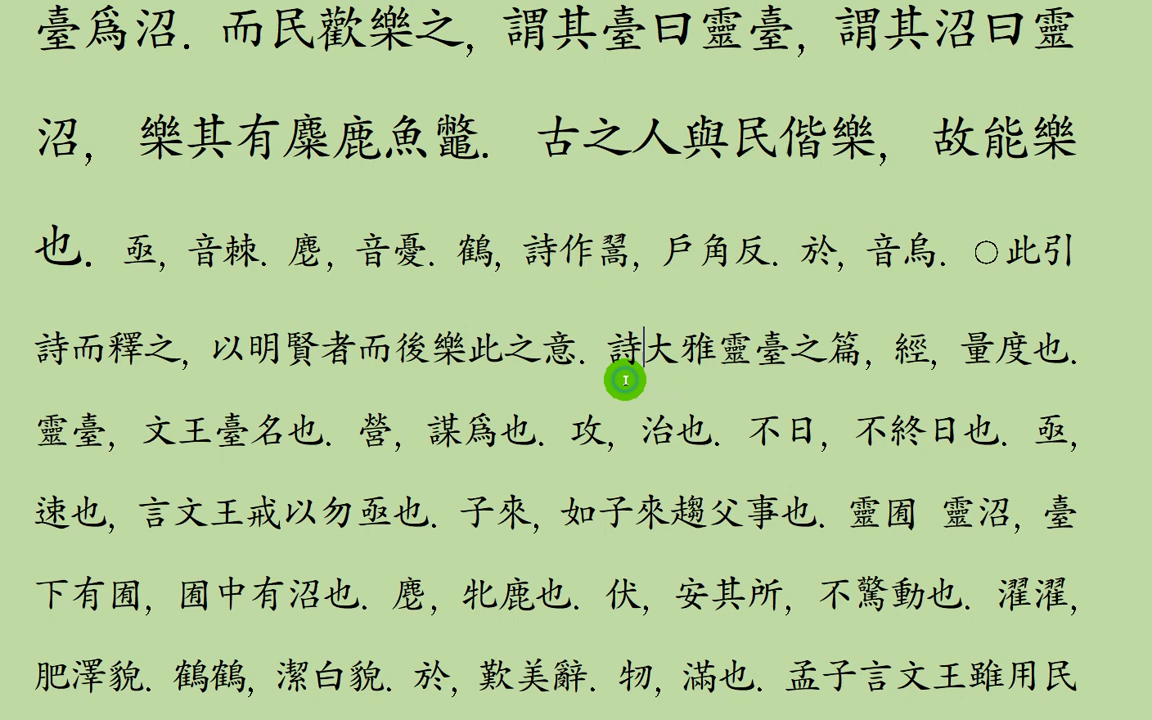 臺爲沼. 而民歡樂之, 謂其臺曰靈臺, 謂其沼曰靈
沼, 樂其有麋鹿魚鼈. 古之人與民偕樂, 故能樂
也. 亟, 音棘. 麀, 音憂. 鶴, 詩作翯, 戶角反. 於, 音烏. ○此引
詩而釋之, 以明賢者而後樂此之意. 詩大雅靈臺之篇, 經, 量度也.
靈臺, 文王臺名也. 營, 謀爲也. 攻, 治也. 不日, 不終日也. 亟,
速也, 言文王戒以勿亟也. 子來, 如子來趨父事也. 靈囿 靈沼, 臺
下有囿, 囿中有沼也. 麀, 牝鹿也. 伏, 安其所, 不驚動也. 濯濯,
肥澤貌. 鶴鶴, 潔白貌. 於, 歎美辭. 牣, 滿也. 孟子言文王雖用民